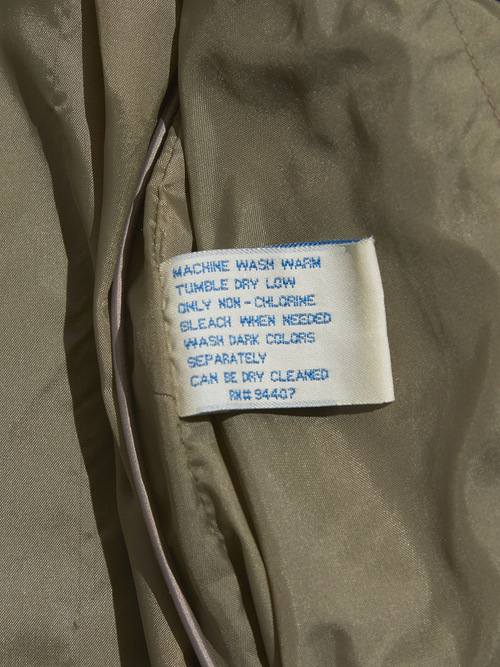 MACHINE WASH WARM
TUMBLE DRY LOW
ONLY NON-CHLORINE
BLEACH WHEN NEEDED
WASH DARK COLORS
SEPARATELY
CAN BE DRY CLEANED
RN# 94407